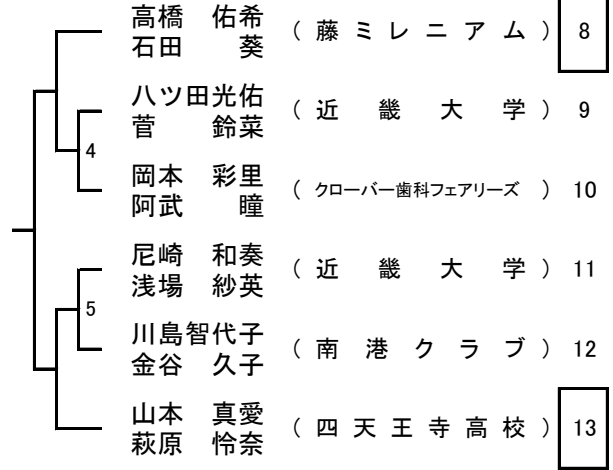 高橋 佑希
石田 葵
( 藤ミレニアム ) 8
八ツ田光佑
菅 鈴菜
( 近畿大学 ) 9
4
岡本 彩里
阿武 瞳
( クローバー歯科フェアリーズ ) 10
尼崎 和奏
浅場 紗英
( 近畿大学 ) 11
5
川島智代子
金谷 久子
( 南港クラブ ) 12
山本 真愛
萩原 怜奈
( 四天王寺高校 ) 13